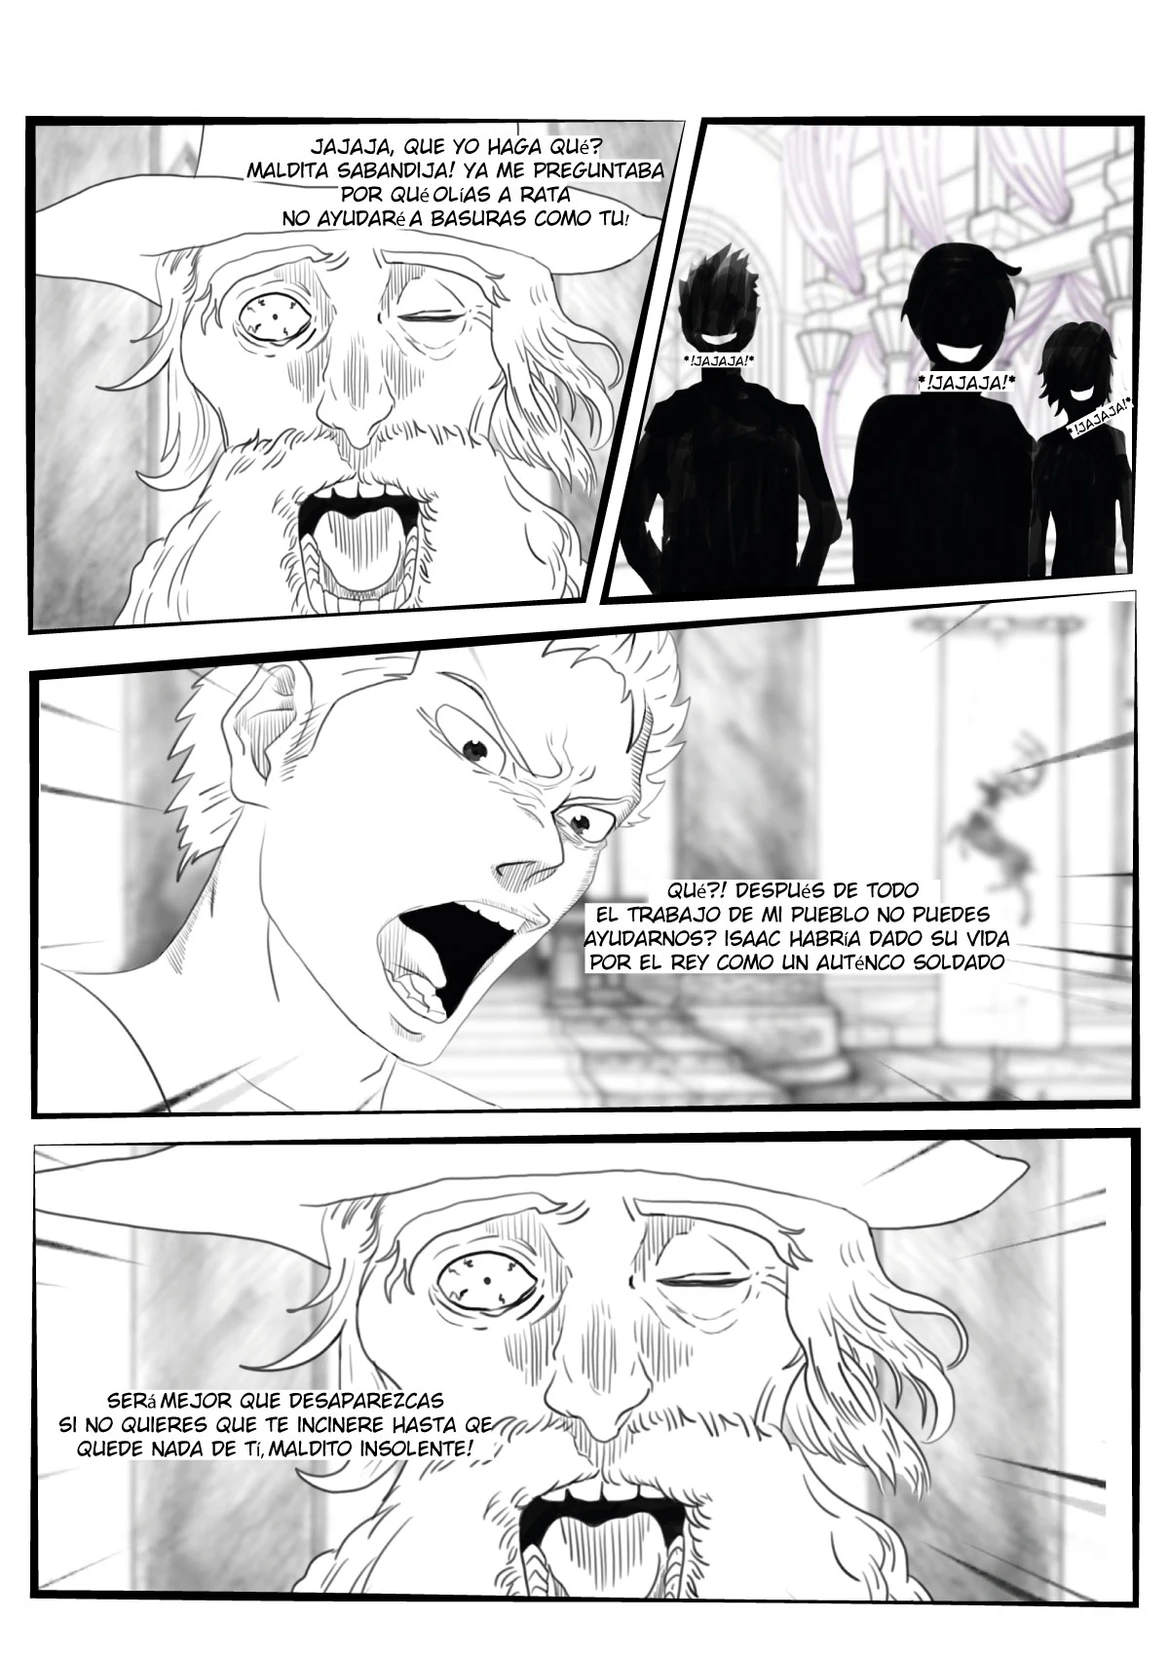 JAJAJA, QUE YO HAGA QUé?
MALDITA SABANDIJA! YA ME PREGUNTABA
POR QUé OLíAS A RATA
NO AYUDARé A BASURAS COMO TU!
*!JAJAJA!*
*!JAJAJA!*
*!JAJAJA!*
QUé?! DESPUéS DE TODO
EL TRABAJO DE MI PUEBLO NO PUEDES
AYUDARNOS? ISAAC HABRíA DADO SU VIDA
POR EL REY COMO UN AUTéNCO SOLDADO
SERá MEJOR QUE DESAPAREZCAS
SI NO QUIERES QUE TE INCINERE HASTA QE
QUEDE NADA DE Tí, MALDITO INSOLENTE!